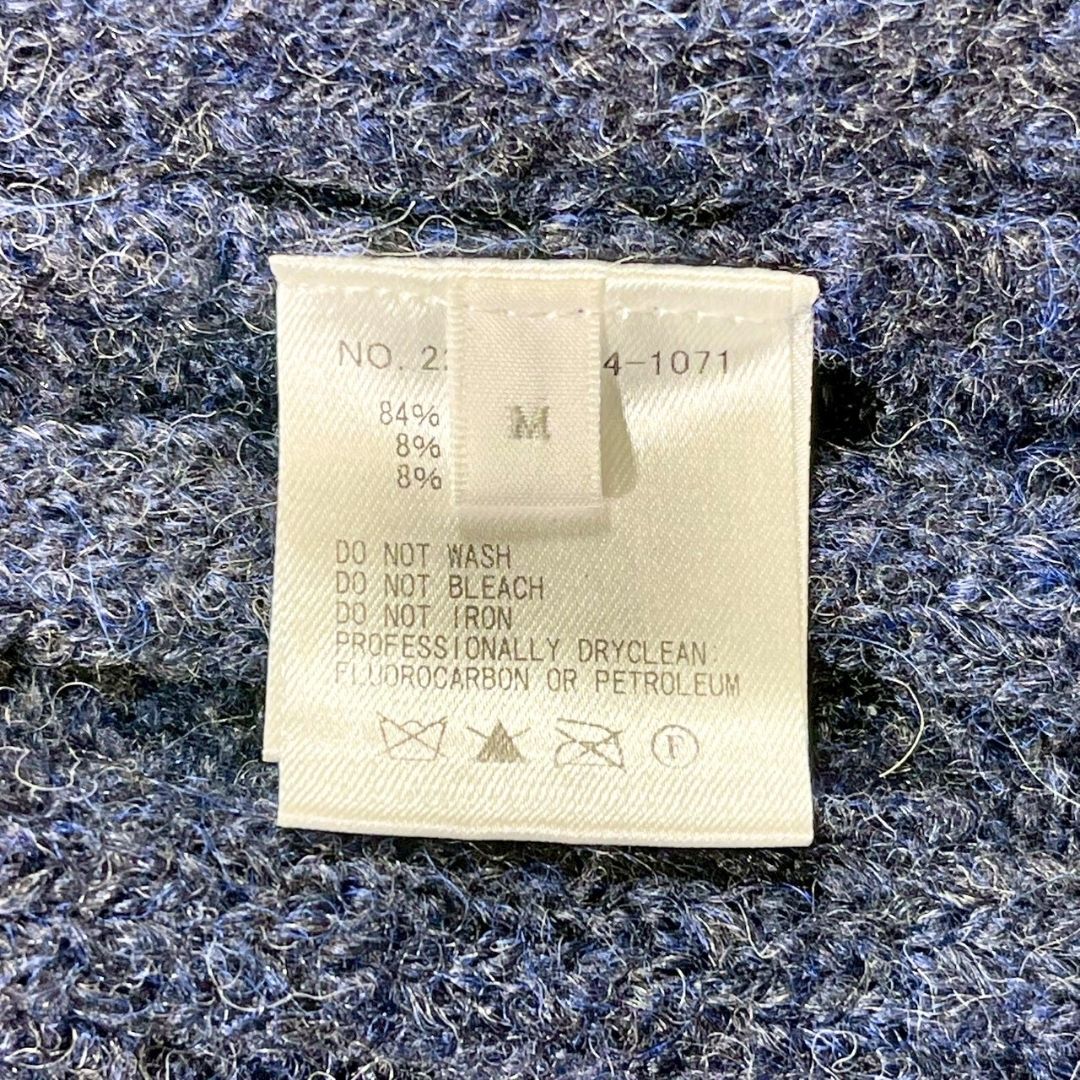 NO. 2 4-1071
84%
8%
8%
M
DO NOT WASH
DO NOT BLEACH
DO NOT IRON
PROFESSIONALLY DRYCLEAN:
FLUOROCARBON OR PETROLEUM
F